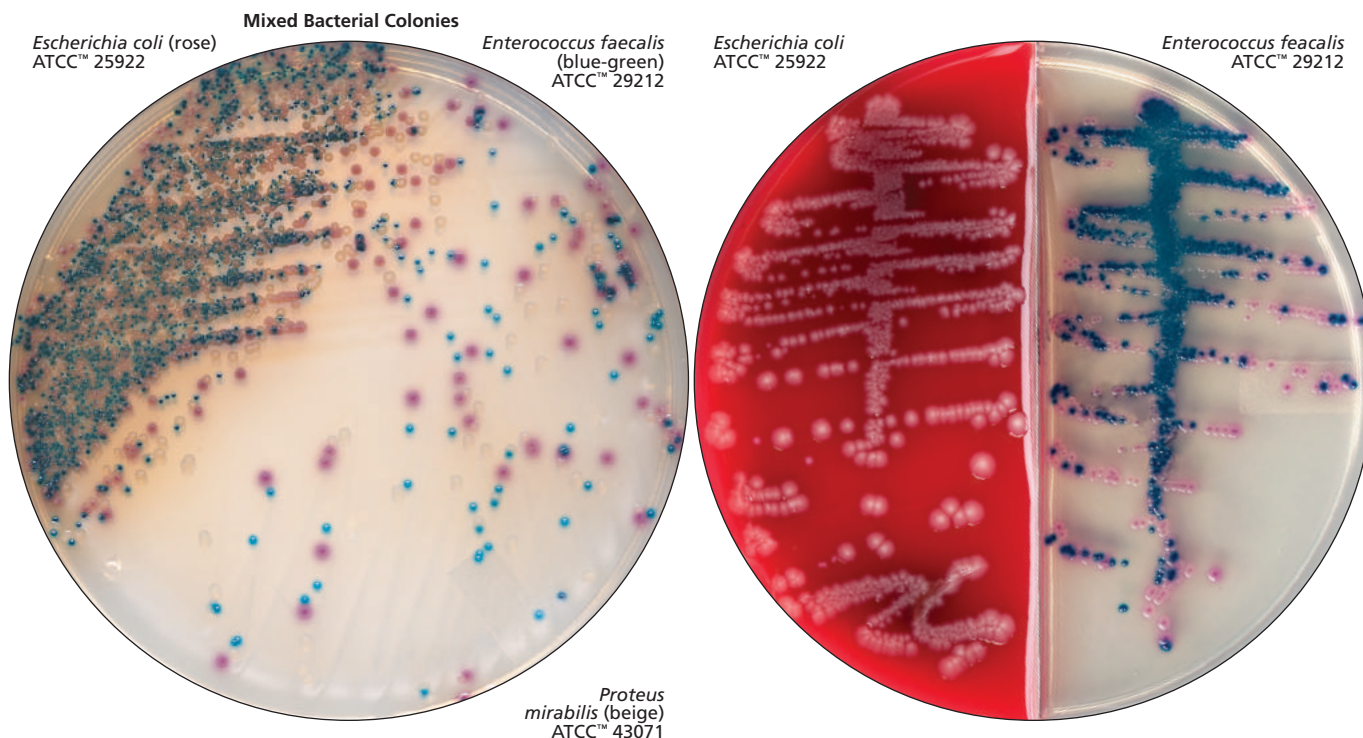 Mixed Bacterial Colonies
Escherichia coli (rose)
ATCC™ 25922
Enterococcus faecalis
(blue-green)
ATCC™ 29212
Proteus
mirabilis (beige)
ATCC™ 43071
Escherichia coli
ATCC™ 25922
Enterococcus feacalis
ATCC™ 29212